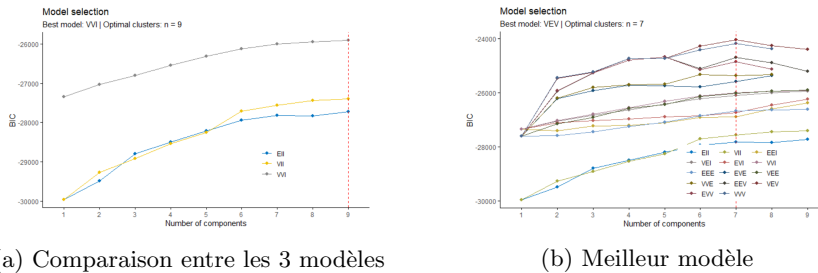 Model selection
Best model: VVI | Optimal clusters: n = 9
-26000
-27000
-28000
-29000
-30000
BIC
EII
VII
VVI
1 2 3 4 5 6 7 8 9
Number of components
(a) Comparaison entre les 3 modèles
Model selection
Best model: VEV | Optimal clusters: n = 7
-24000
-26000
-28000
-30000
BIC
EII VII EEI
VEI EVI VVI
EEE EVE VEE
VVE EEV VEV
EVV VVV
1 2 3 4 5 6 7 8 9
Number of components
(b) Meilleur modèle